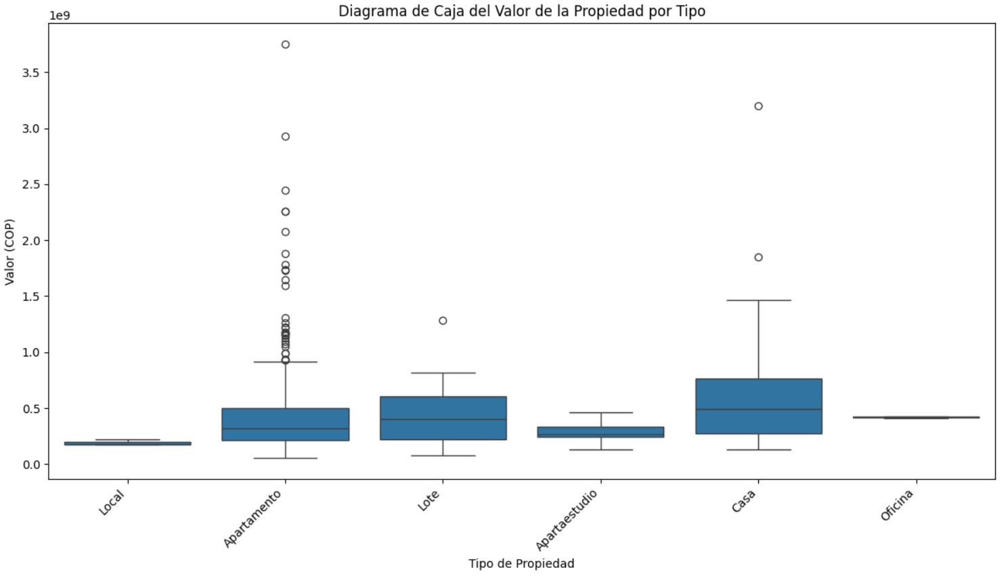 Diagrama de Caja del Valor de la Propiedad por Tipo
1e9
3.5
3.0
2.5
2.0
1.5
1.0
0.5
0.0
Valor (COP)
Local
Apartamento
Lote
Apartaestudio
Casa
Oficina
Tipo de Propiedad